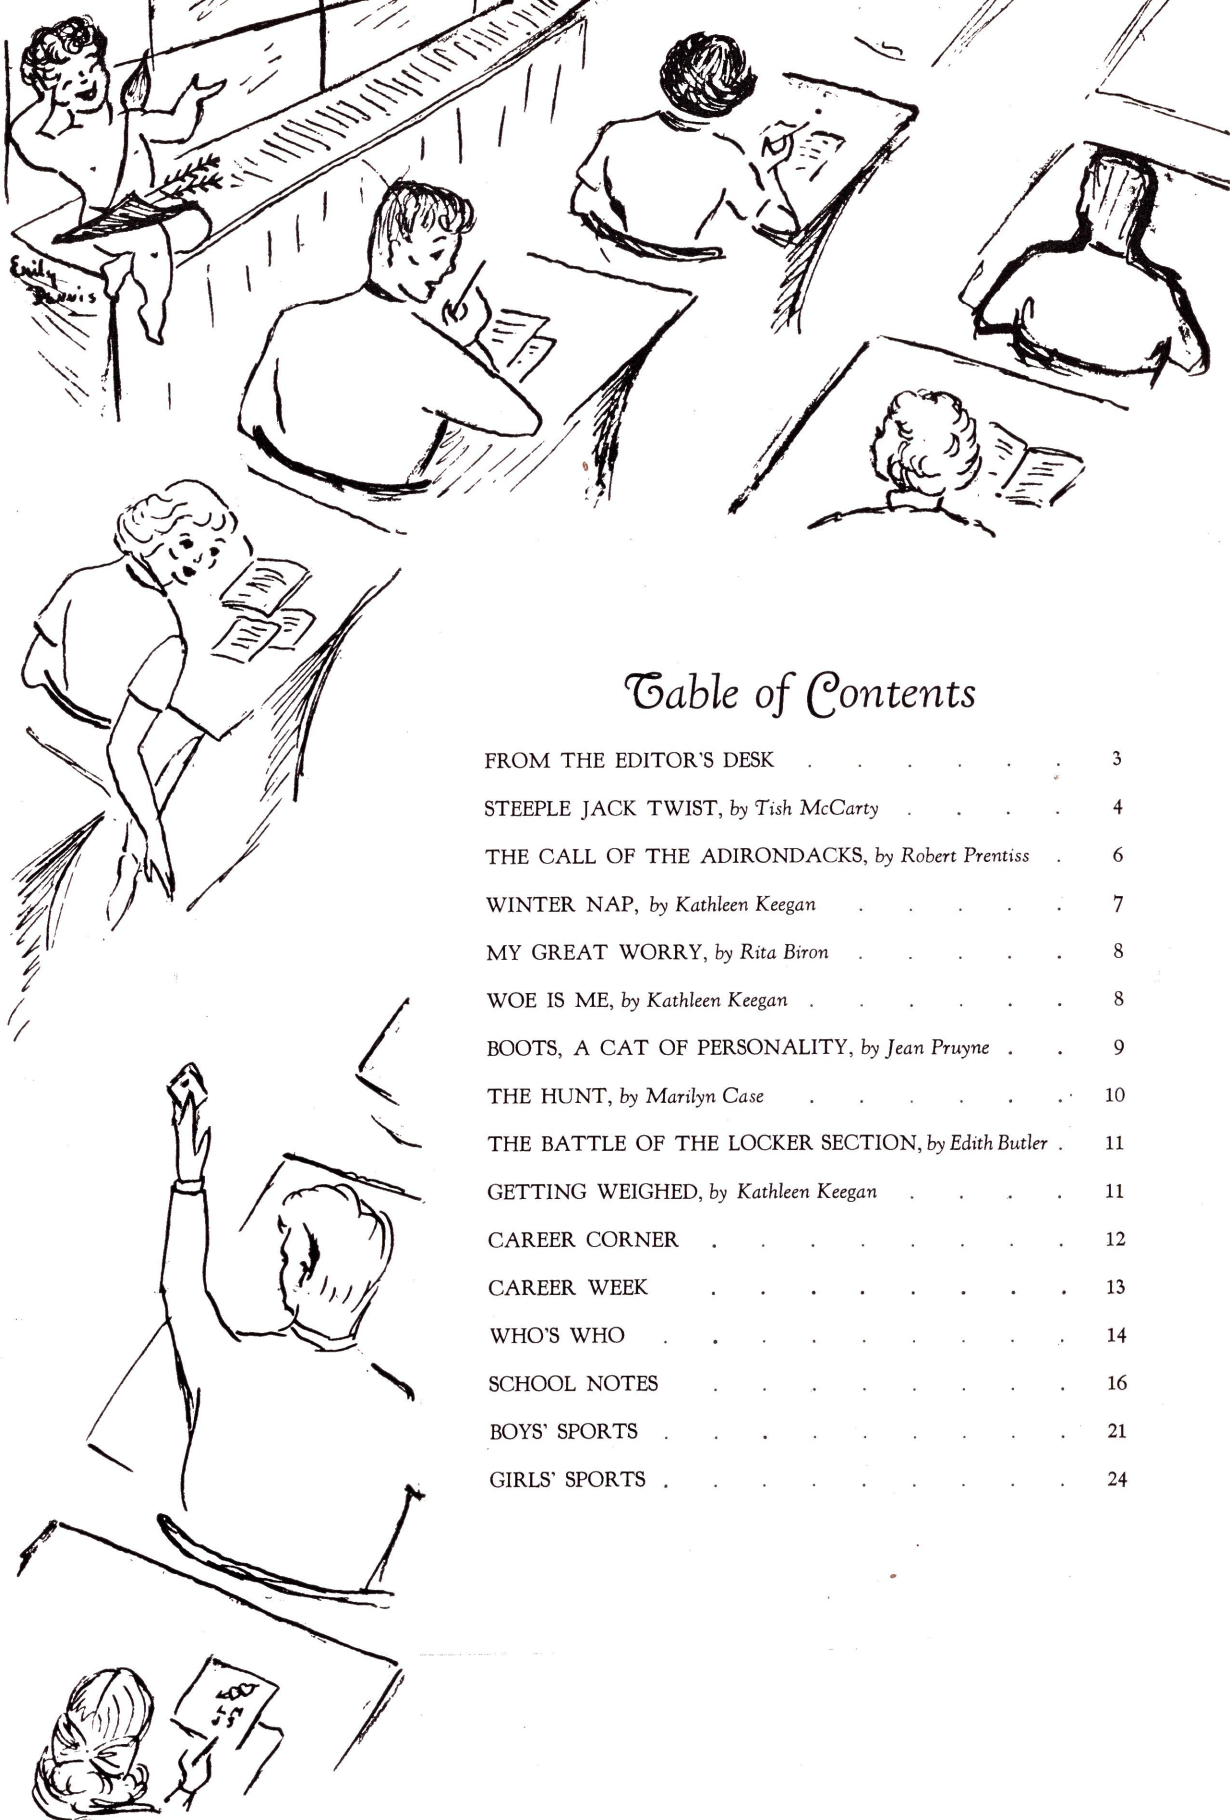 Emily
Dennis
Table of Contents
FROM THE EDITOR'S DESK . . . . . . 3
STEEPLE JACK TWIST, by Tish McCarty . . . . 4
THE CALL OF THE ADIRONDACKS, by Robert Prentiss . 6
WINTER NAP, by Kathleen Keegan . . . . . 7
MY GREAT WORRY, by Rita Biron . . . . . 8
WOE IS ME, by Kathleen Keegan . . . . . . 8
BOOTS, A CAT OF PERSONALITY, by Jean Pruyne . . 9
THE HUNT, by Marilyn Case . . . . . . 10
THE BATTLE OF THE LOCKER SECTION, by Edith Butler . 11
GETTING WEIGHED, by Kathleen Keegan . . . . 11
CAREER CORNER . . . . . . . . 12
CAREER WEEK . . . . . . . . 13
WHO'S WHO . . . . . . . . . 14
SCHOOL NOTES . . . . . . . . 16
BOYS' SPORTS . . . . . . . . . 21
GIRLS' SPORTS . . . . . . . . . 24